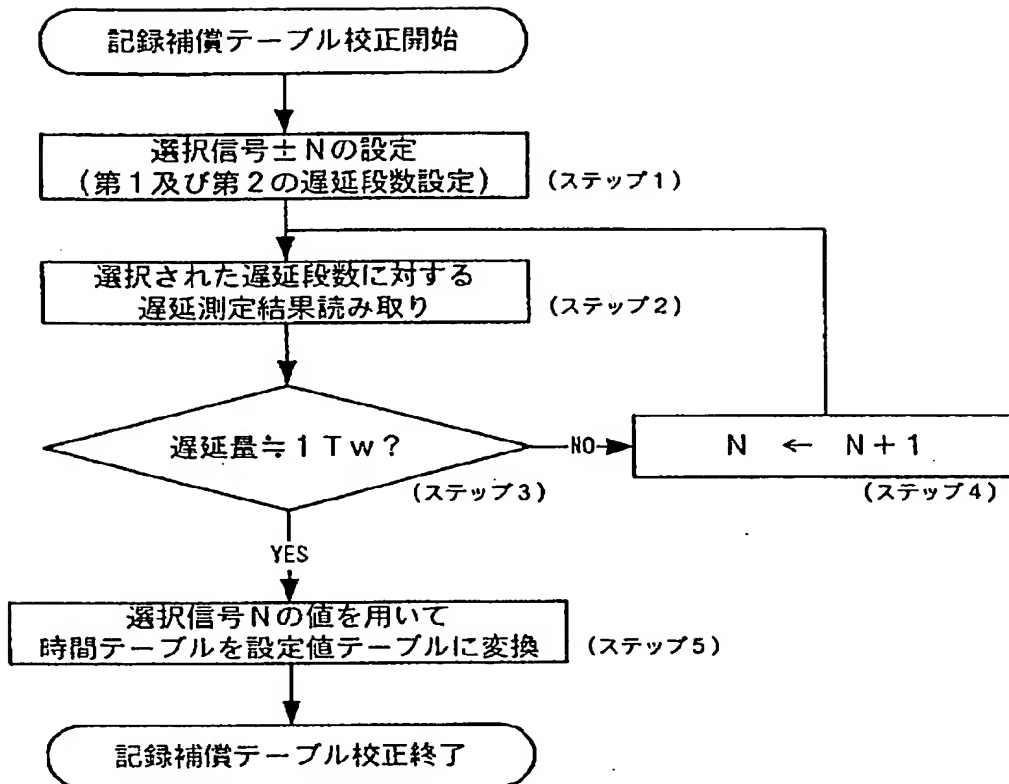 記録補償テーブル校正開始
選択信号±Nの設定
(第1及び第2の遅延段数設定)
(ステップ1)
選択された遅延段数に対する
遅延測定結果読み取り
(ステップ2)
遅延量≒1Tw?
NO
(ステップ3)
N ← N+1
(ステップ4)
YES
選択信号Nの値を用いて
時間テーブルを設定値テーブルに変換
(ステップ5)
記録補償テーブル校正終了